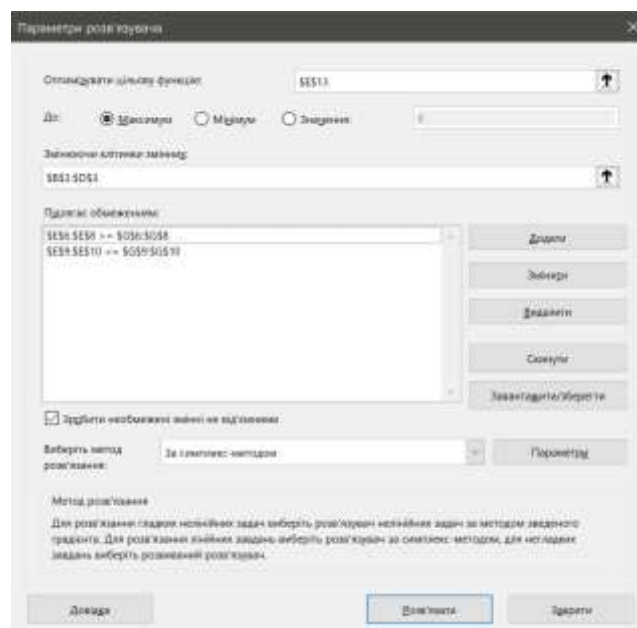 Параметри розв'язувача
Оптимізувати цільову функцію:
$E$13
До:
Максимум
Мінімум
Значення:
Змінюючи клітинки змінних:
$B$3:$D$3
Підлягає обмеженням:
$E$6:$E$8 >= $G$6:$G$8
$E$9:$E$10 <= $G$9:$G$10
Додати
Змінити
Видалити
Скинути
Завантажити/Зберегти
Зробити необмежені змінні не від'ємними
Виберіть метод
розв'язання:
За симплекс-методом
Параметри
Метод розв'язання
Для розв'язання гладких нелінійних задач виберіть розв'язувач нелінійних задач за методом зведеного
градієнта. Для розв'язання лінійних завдань виберіть розв'язувач за симплекс-методом, для негладких
завдань виберіть розвиваний розв'язувач.
Довідка
Розв'язати
Закрити